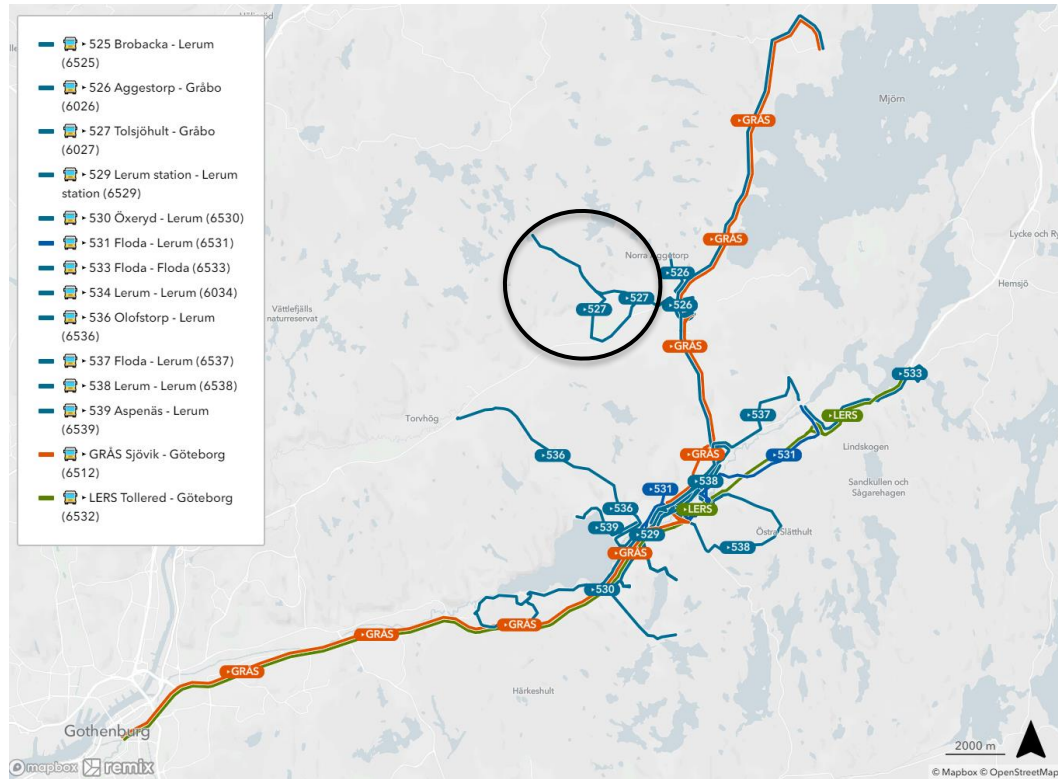 ▸ 525 Brobacka - Lerum
(6525)
▸ 526 Aggestorp - Gråbo
(6026)
▸ 527 Tolsjöhult - Gråbo
(6027)
▸ 529 Lerum station - Lerum
station (6529)
▸ 530 Öxeryd - Lerum (6530)
▸ 531 Floda - Lerum (6531)
▸ 533 Floda - Floda (6533)
▸ 534 Lerum - Lerum (6034)
▸ 536 Olofstorp - Lerum
(6536)
▸ 537 Floda - Lerum (6537)
▸ 538 Lerum - Lerum (6538)
▸ 539 Aspenäs - Lerum
(6539)
▸ GRÅS Sjövik - Göteborg
(6512)
▸ LERS Tollered - Göteborg
(6532)
Mjörn
▸GRÅS
Lycke och
▸GRÅS
Norra
▸526
Hemsjö
▸527
▸526
▸527
Vättlefjälls
naturreservat
▸GRÅS
▸533
▸537
▸LERS
Torvhög
Lindskogen
▸536
▸GRÅS
▸531
▸538
Sandkullen och
Sågarehagen
▸531
▸536
▸LERS
▸539
▸529
Östra Slätthult
▸538
▸GRÅS
▸530
▸GRÅS
▸GRÅS
▸GRÅS
Härkeshult
Gothenburg
2000 m
mapbox remix
© Mapbox © OpenStreetMap